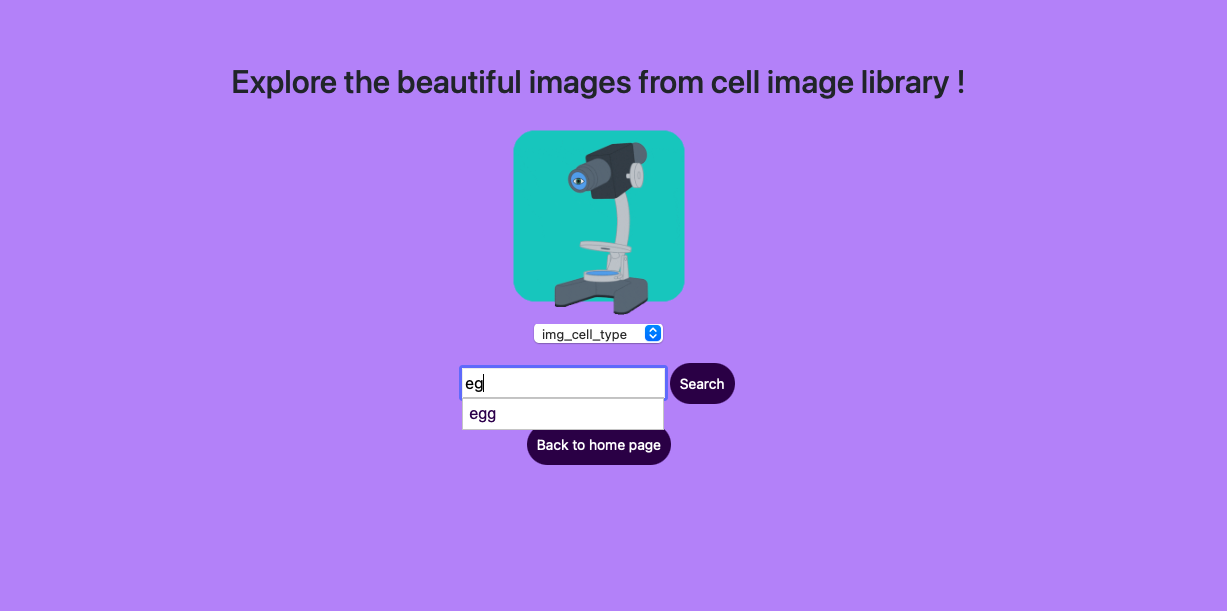 Explore the beautiful images from cell image library !
img_cell_type
eg
Search
egg
Back to home page